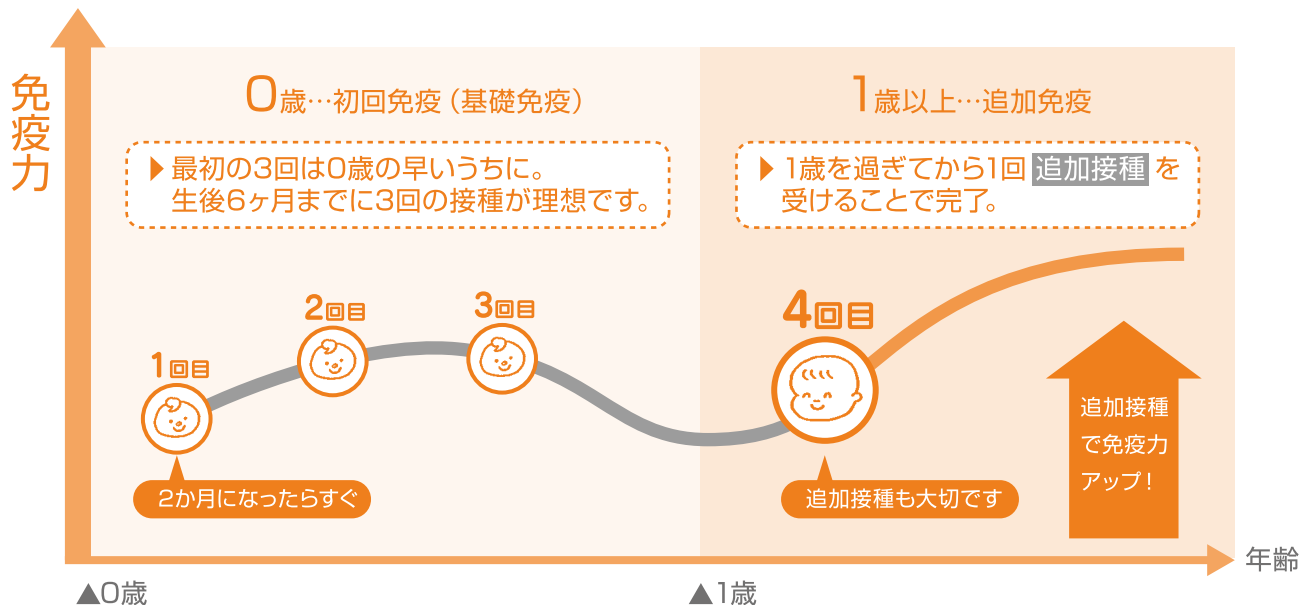 免疫力
0歳…初回免疫（基礎免疫）
▶最初の3回は0歳の早いうちに。
生後6ヶ月までに3回の接種が理想です。
1歳以上…追加免疫
▶1歳を過ぎてから1回 追加接種 を
受けることで完了。
1回目
2回目
3回目
4回目
2か月になったらすぐ
追加接種も大切です
追加接種
で免疫力
アップ！
年齢
▲0歳
▲1歳